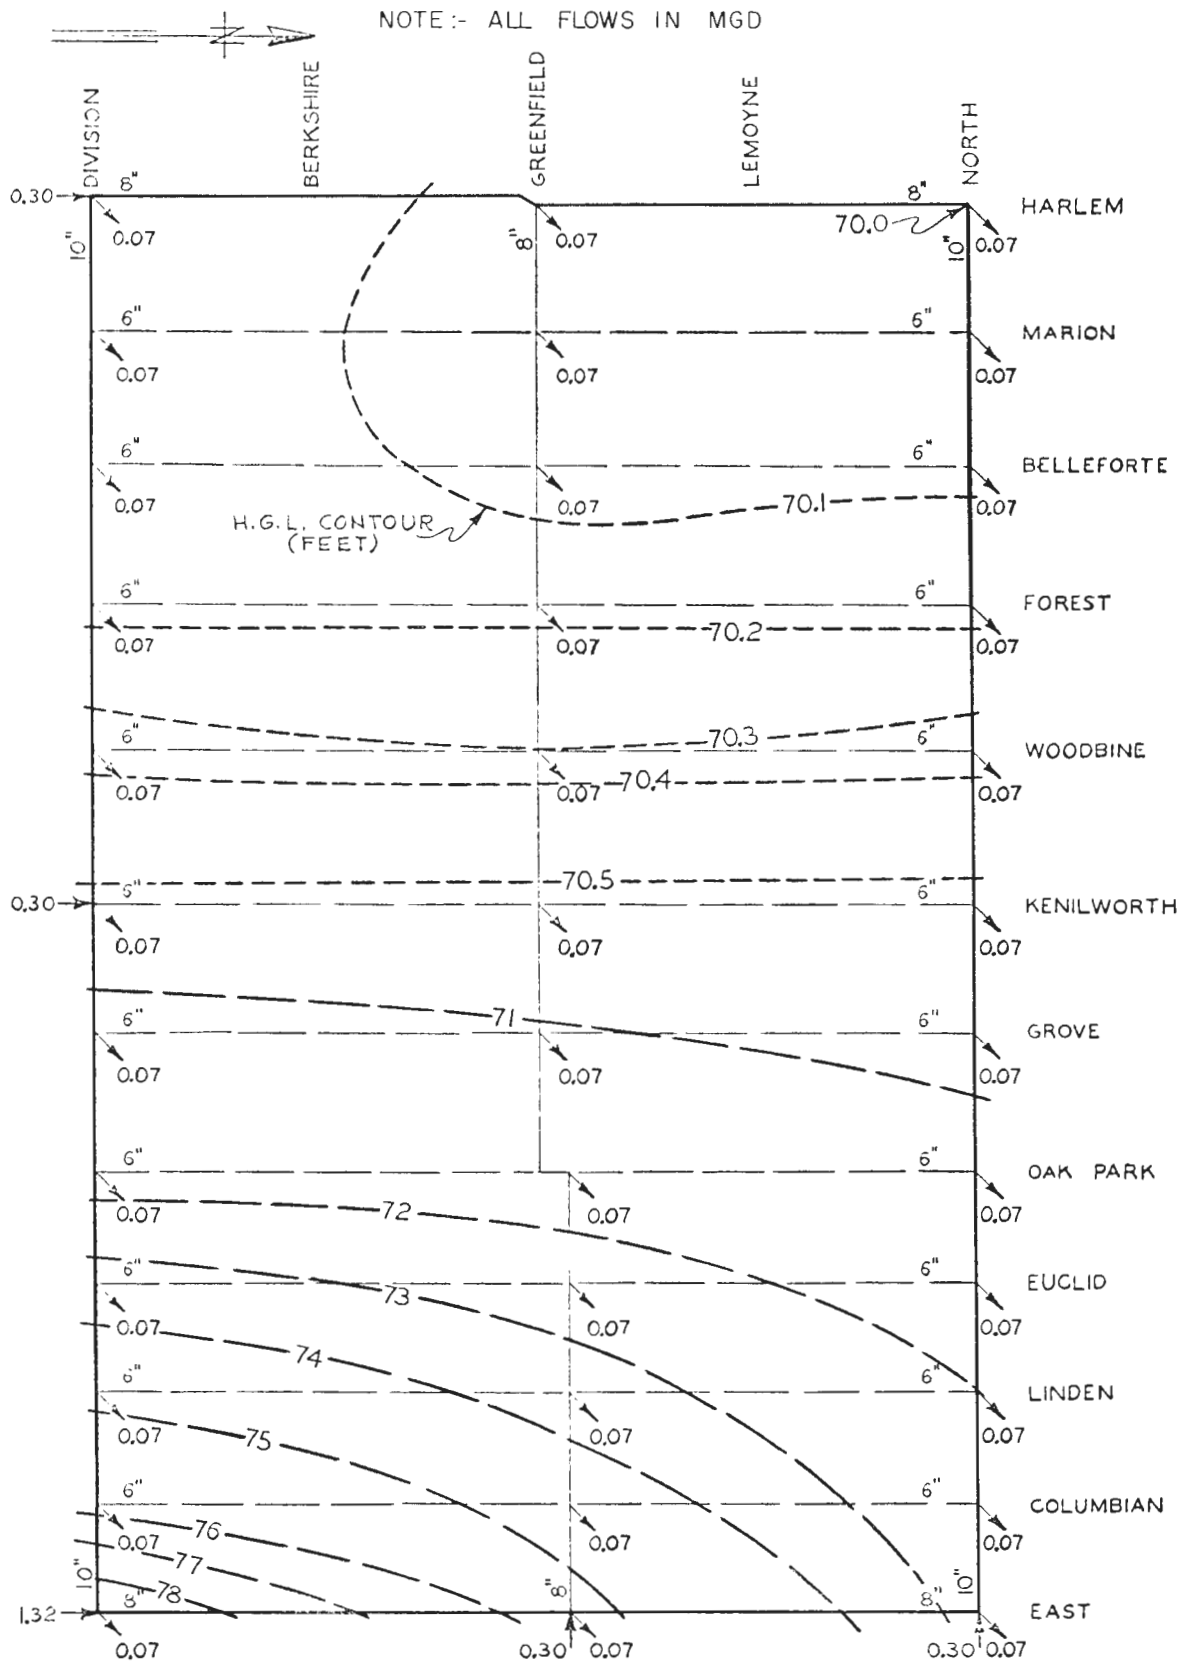 NOTE:- ALL FLOWS IN MGD
N
DIVISION
BERKSHIRE
GREENFIELD
LEMOYNE
NORTH
0.30 8" 8" HARLEM
70.0
10" 0.07 8" 0.07 10" 0.07
6" 6" MARION
0.07 0.07 0.07
6" 6" BELLEFORTE
0.07 0.07 70.1 0.07
H.G.L. CONTOUR
(FEET)
6" 6" FOREST
70.2
0.07 0.07 0.07
70.3
6" 6" WOODBINE
70.4
0.07 0.07 0.07
70.5
0.30 6" 6" KENILWORTH
0.07 0.07 0.07
71
6" 6" GROVE
0.07 0.07 0.07
6" 6" OAK PARK
0.07 72 0.07 0.07
6" 6" EUCLID
73
0.07 0.07 0.07
74
6" 6" LINDEN
0.07 75 0.07 0.07
6" 6" COLUMBIAN
76
0.07 0.07 0.07
77
10" 78 8" 10"
1.32 8" 8" EAST
0.07 0.30 0.07 0.30 0.07